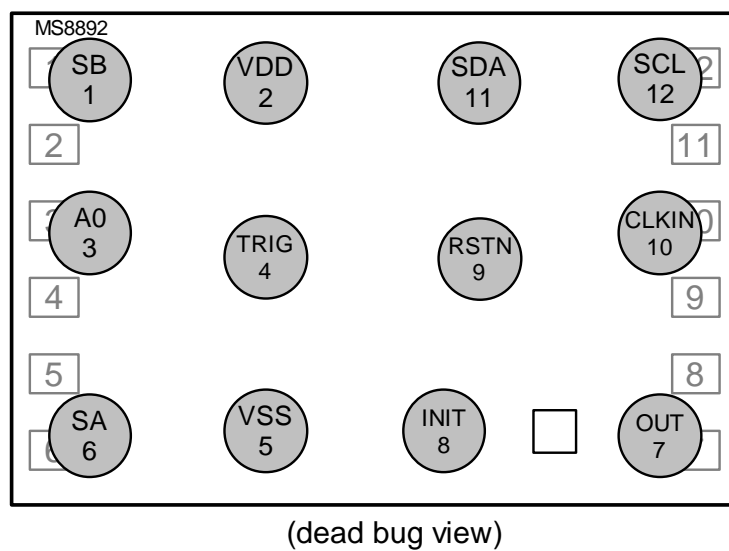 MS8892
SB
1
VDD
2
SDA
11
SCL
12
2
11
A0
3
TRIG
4
RSTN
9
CLKIN
10
4
9
5
8
SA
6
VSS
5
INIT
8
OUT
7
(dead bug view)